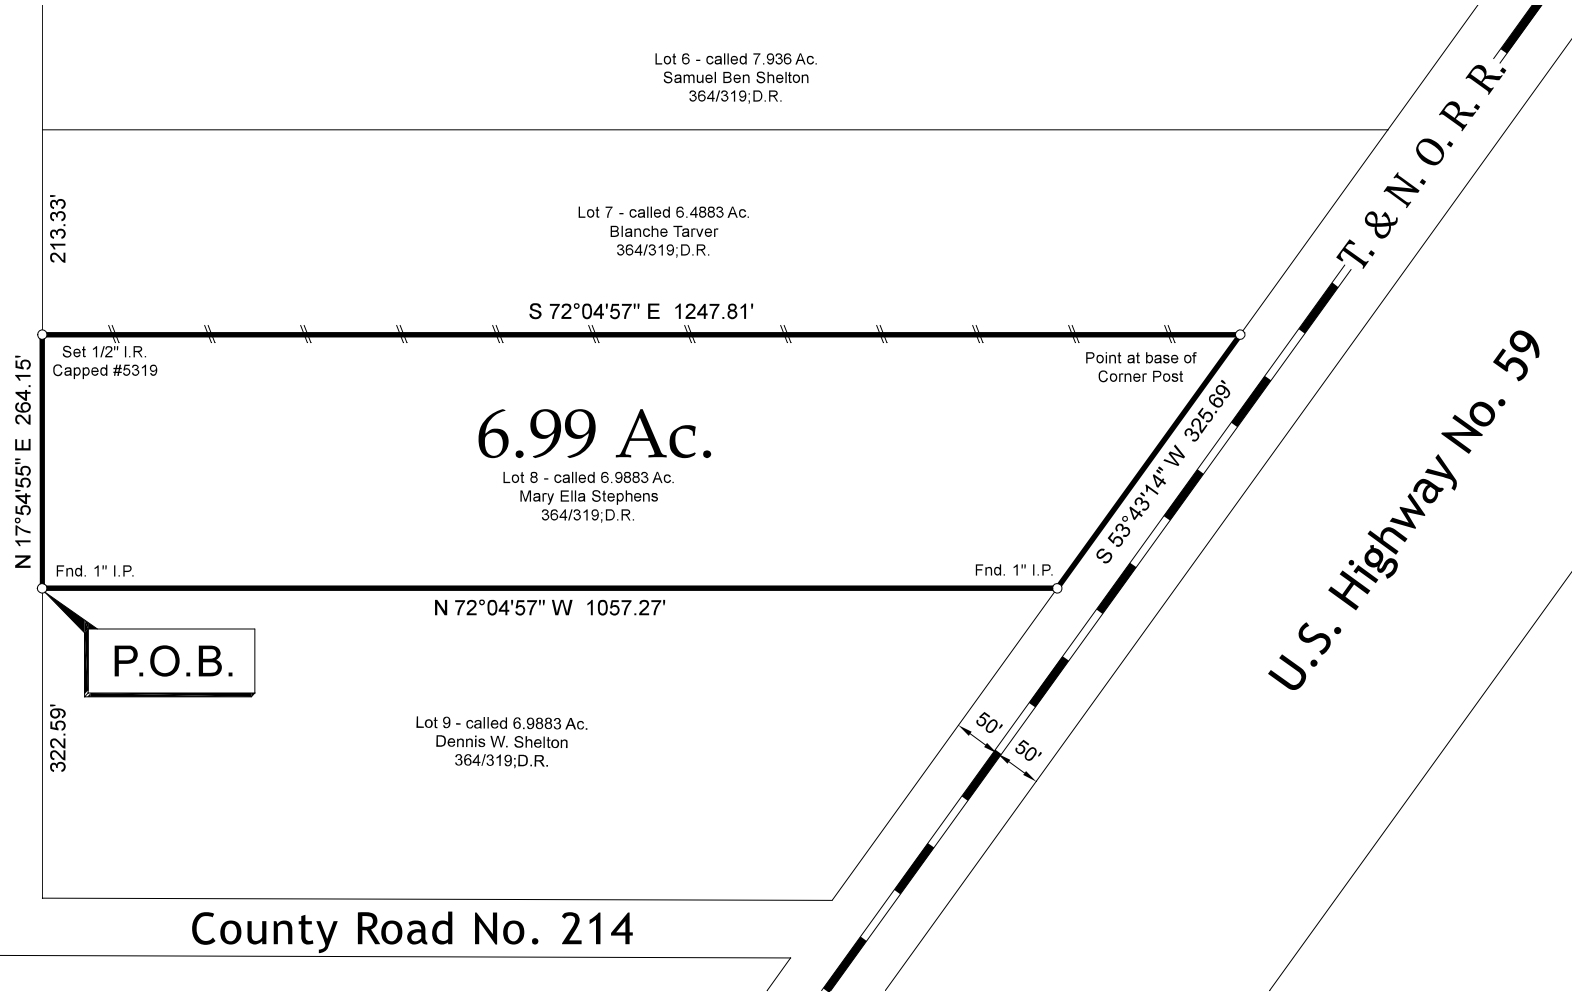 Lot 6 - called 7.936 Ac.
Samuel Ben Shelton
364/319;D.R.
T. & N. O. R. R.
213.33'
Lot 7 - called 6.4883 Ac.
Blanche Tarver
364/319;D.R.
S 72°04'57" E 1247.81'
Set 1/2" I.R.
Capped #5319
Point at base of
Corner Post
N 17°54'55" E 264.15'
6.99 Ac.
Lot 8 - called 6.9883 Ac.
Mary Ella Stephens
364/319;D.R.
S 53°43'14" W 325.69'
U.S. Highway No. 59
Fnd. 1" I.P.
Fnd. 1" I.P.
N 72°04'57" W 1057.27'
P.O.B.
322.59'
Lot 9 - called 6.9883 Ac.
Dennis W. Shelton
364/319;D.R.
50'
50'
County Road No. 214